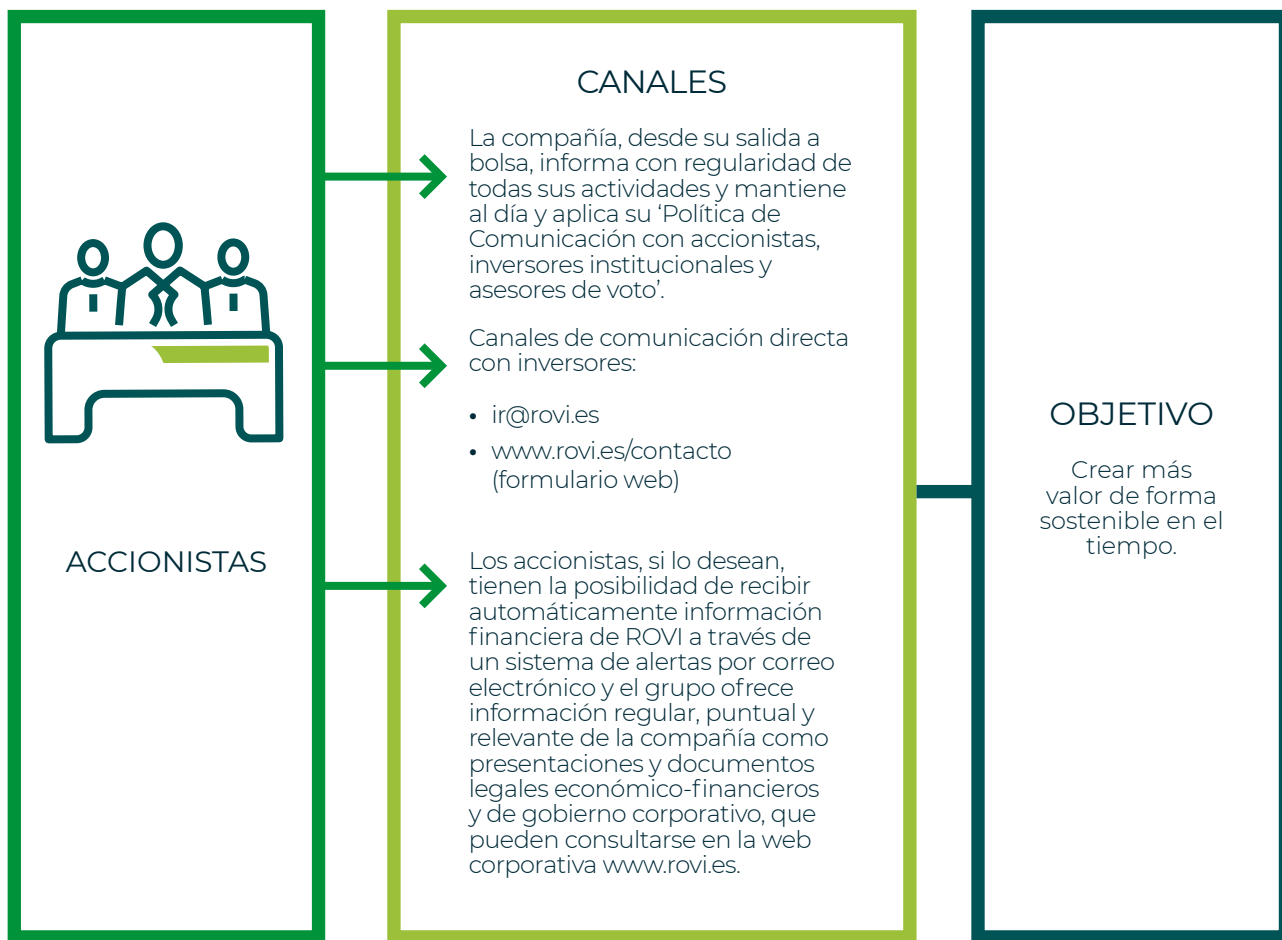 ACCIONISTAS
CANALES
La compañía, desde su salida a
bolsa, informa con regularidad de
todas sus actividades y mantiene
al día y aplica su ‘Política de
Comunicación con accionistas,
inversores institucionales y
asesores de voto’.
Canales de comunicación directa
con inversores:
• ir@rovi.es
• www.rovi.es/contacto
(formulario web)
Los accionistas, si lo desean,
tienen la posibilidad de recibir
automáticamente información
financiera de ROVI a través de
un sistema de alertas por correo
electrónico y el grupo ofrece
información regular, puntual y
relevante de la compañía como
presentaciones y documentos
legales económico-financieros
y de gobierno corporativo, que
pueden consultarse en la web
corporativa www.rovi.es.
OBJETIVO
Crear más
valor de forma
sostenible en el
tiempo.